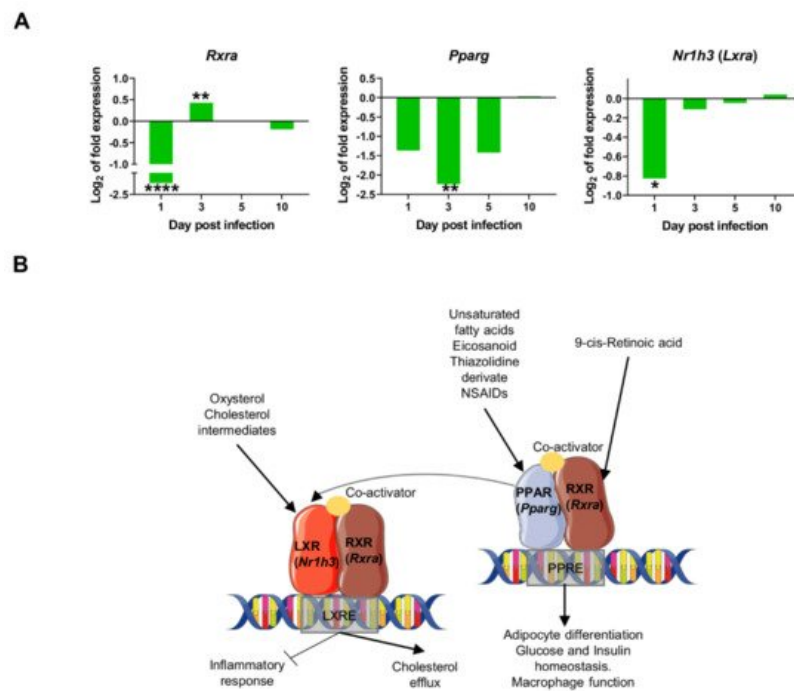 A
Rxra
Log₂ of fold expression
1.0
0.5
0.0
-0.5
-1.0
-2.5
**
****
1 3 5 10
Day post infection
Pparg
Log₂ of fold expression
0.5
0.0
-0.5
-1.0
-1.5
-2.0
-2.5
**
1 3 5 10
Day post infection
Nr1h3 (Lxra)
Log₂ of fold expression
0.0
-0.2
-0.4
-0.6
-0.8
-1.0
*
1 3 5 10
Day post infection
B
Unsaturated
fatty acids
Eicosanoid
Thiazolidine
derivate
NSAIDs
9-cis-Retinoic acid
Oxysterol
Cholesterol
intermediates
Co-activator
PPAR
(Pparg)
RXR
(Rxra)
PPRE
Co-activator
LXR
(Nr1h3)
RXR
(Rxra)
LXRE
Inflammatory
response
Cholesterol
efflux
Adipocyte differentiation
Glucose and Insulin
homeostasis.
Macrophage function